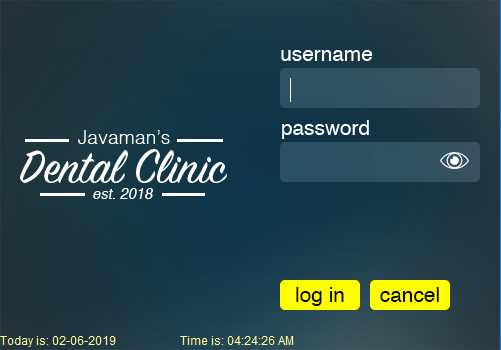 username
password
Javaman's
Dental Clinic
est. 2018
log in
cancel
Today is: 02-06-2019
Time is: 04:24:26 AM